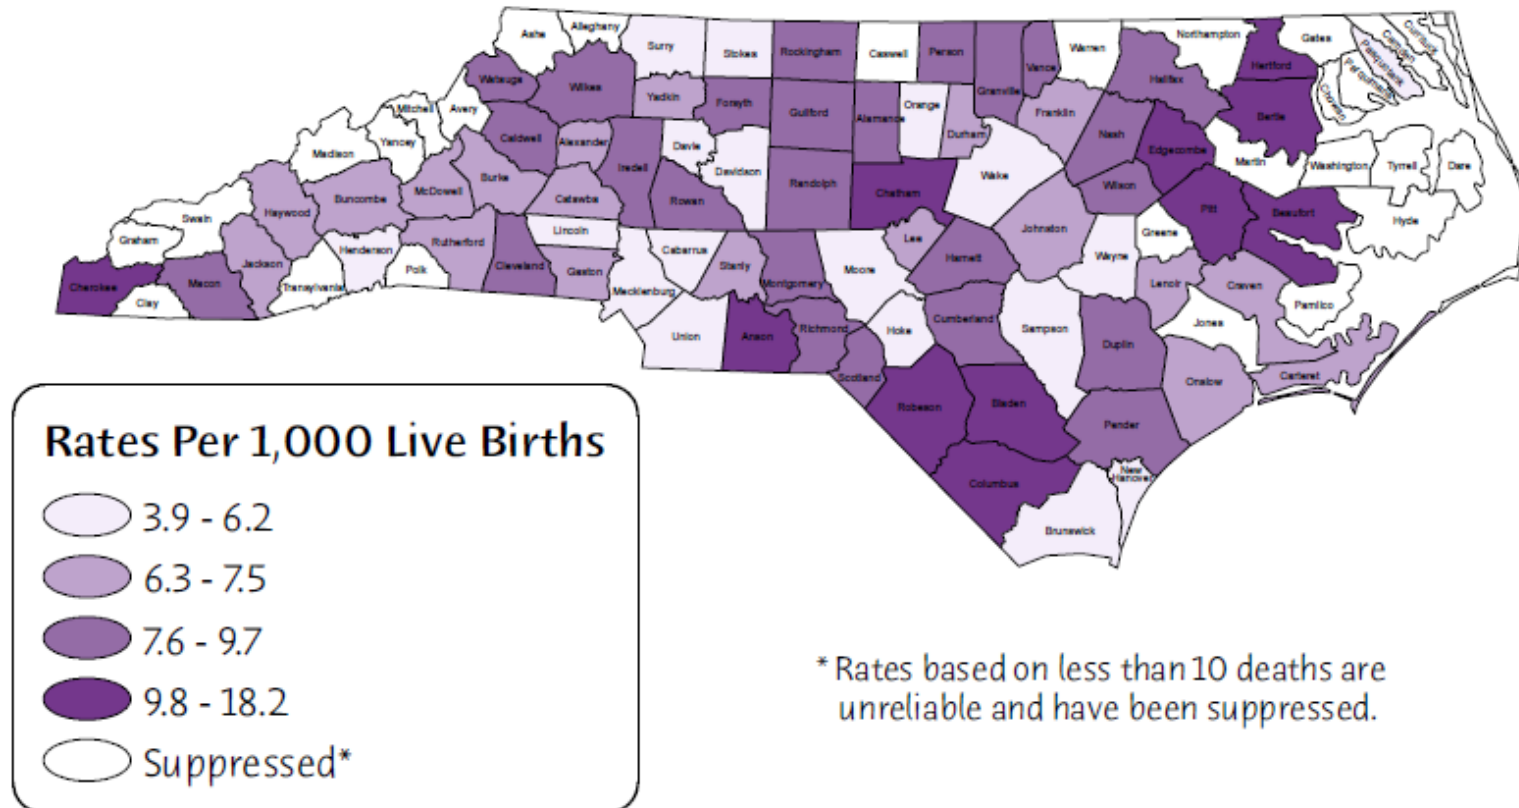 Ashe
Alleghany
Surry
Stokes
Rockingham
Caswell
Person
Granville
Vance
Warren
Northampton
Halifax
Hertford
Gates
Currituck
Camden
Pasquotank
Perquimans
Chowan
Bertie
Watauga
Wilkes
Yadkin
Forsyth
Guilford
Alamance
Orange
Durham
Franklin
Nash
Edgecombe
Martin
Washington
Tyrrell
Dare
Mitchell
Avery
Yancey
Madison
Caldwell
Alexander
Iredell
Davie
Davidson
Randolph
Chatham
Wake
Wilson
Pitt
Beaufort
Hyde
Swain
Haywood
Buncombe
McDowell
Burke
Catawba
Rowan
Graham
Jackson
Henderson
Rutherford
Lincoln
Cabarrus
Stanly
Lee
Johnston
Greene
Wayne
Cherokee
Macon
Clay
Transylvania
Polk
Cleveland
Gaston
Mecklenburg
Montgomery
Moore
Harnett
Lenoir
Craven
Pamlico
Union
Anson
Richmond
Hoke
Cumberland
Sampson
Duplin
Jones
Scotland
Robeson
Bladen
Onslow
Carteret
Pender
Columbus
New
Hanover
Brunswick
Rates Per 1,000 Live Births
3.9 - 6.2
6.3 - 7.5
7.6 - 9.7
9.8 - 18.2
Suppressed*
* Rates based on less than 10 deaths are
unreliable and have been suppressed.